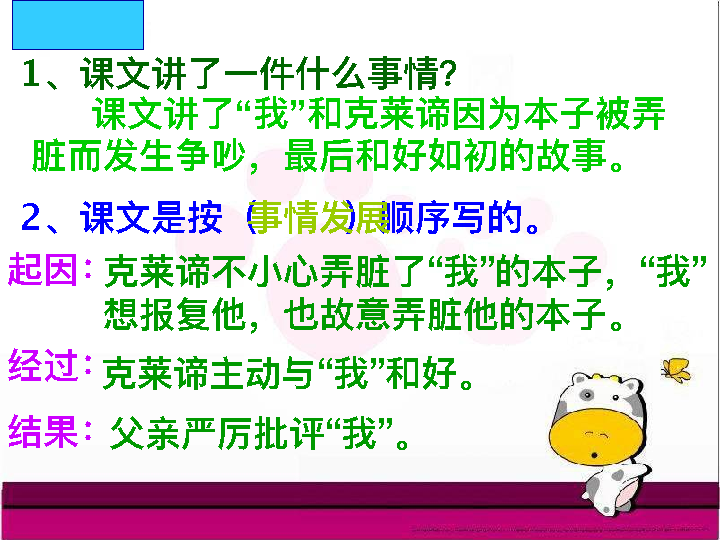 1、课文讲了一件什么事情?
课文讲了“我”和克莱谛因为本子被弄
脏而发生争吵，最后和好如初的故事。
2、课文是按（事情发展）顺序写的。
起因：克莱谛不小心弄脏了“我”的本子，“我”
想报复他，也故意弄脏他的本子。
经过：克莱谛主动与“我”和好。
结果：父亲严厉批评“我”。